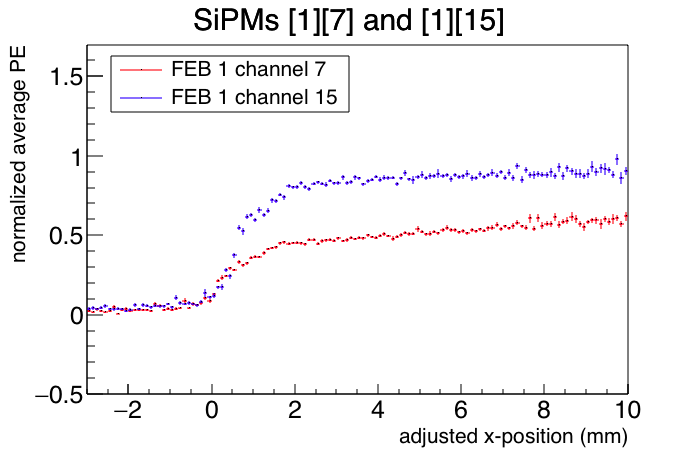 SiPMs [1][7] and [1][15]
normalized average PE
FEB 1 channel 7
FEB 1 channel 15
1.5
1
0.5
0
−0.5
−2 0 2 4 6 8 10
adjusted x-position (mm)